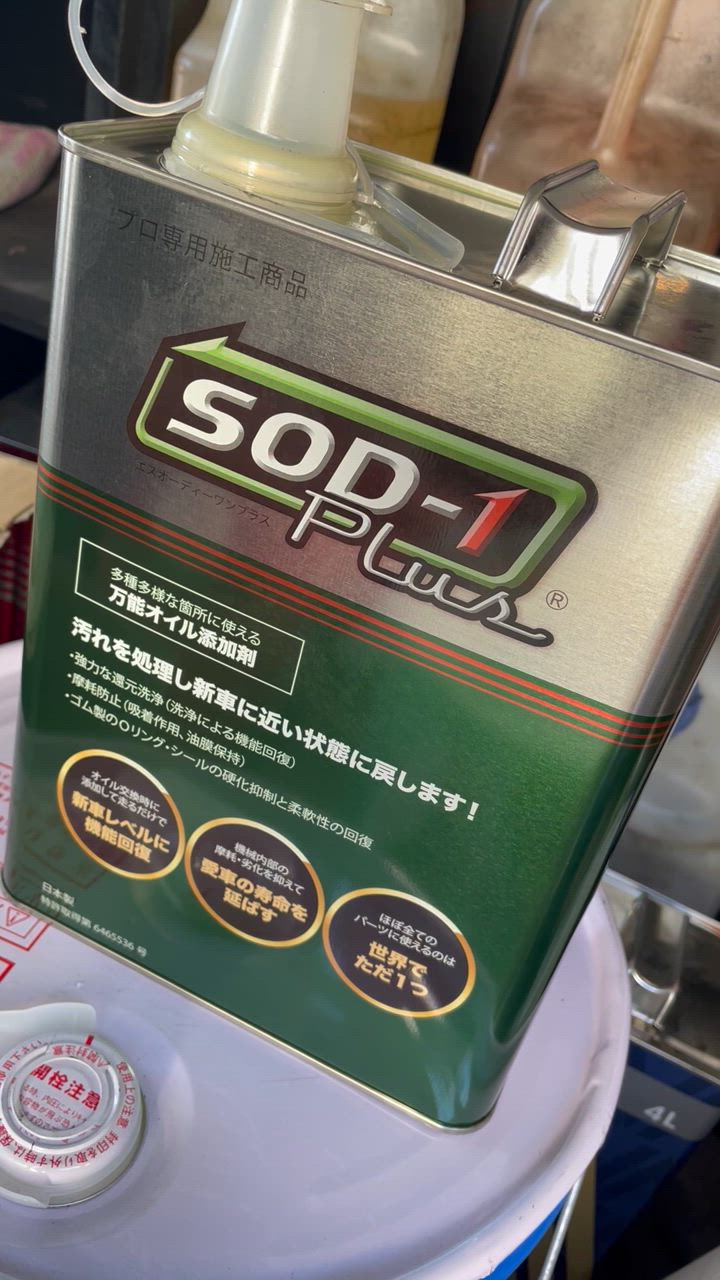 プロ専用施工商品
SOD-1
Plus
®
エスオーディーワンプラス
多種多様な箇所に使える
万能オイル添加剤
汚れを処理し新車に近い状態に戻します！
・強力な還元洗浄（洗浄による機能回復）
・摩耗防止（吸着作用、油膜保持）
・ゴム製のOリング・シールの硬化抑制と柔軟性の回復
オイル交換時に
添加して走るだけで
新車レベルに
機能回復
機械内部の
摩耗・劣化を抑えて
愛車の寿命を
延ばす
ほぼ全ての
パーツに使えるのは
世界で
ただ1つ
日本製
特許取得第 6465536 号
開栓注意
使用上の注意
4L